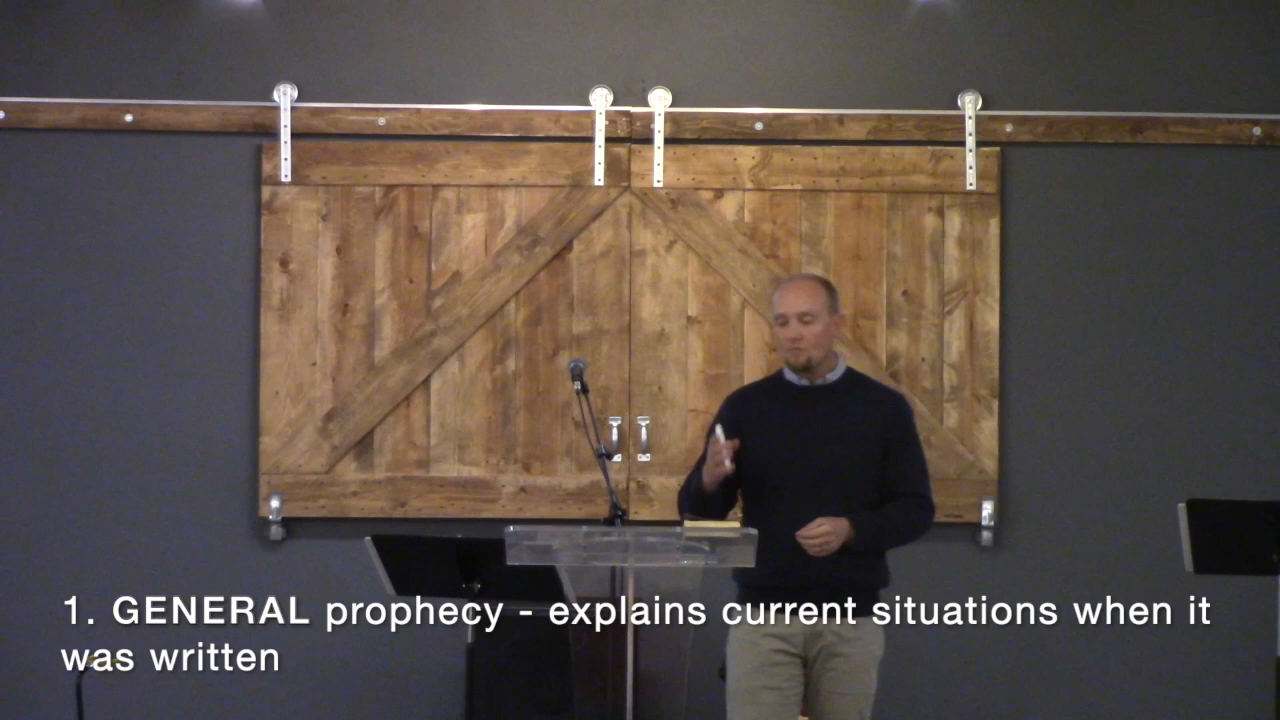 1. GENERAL prophecy - explains current situations when it
was written